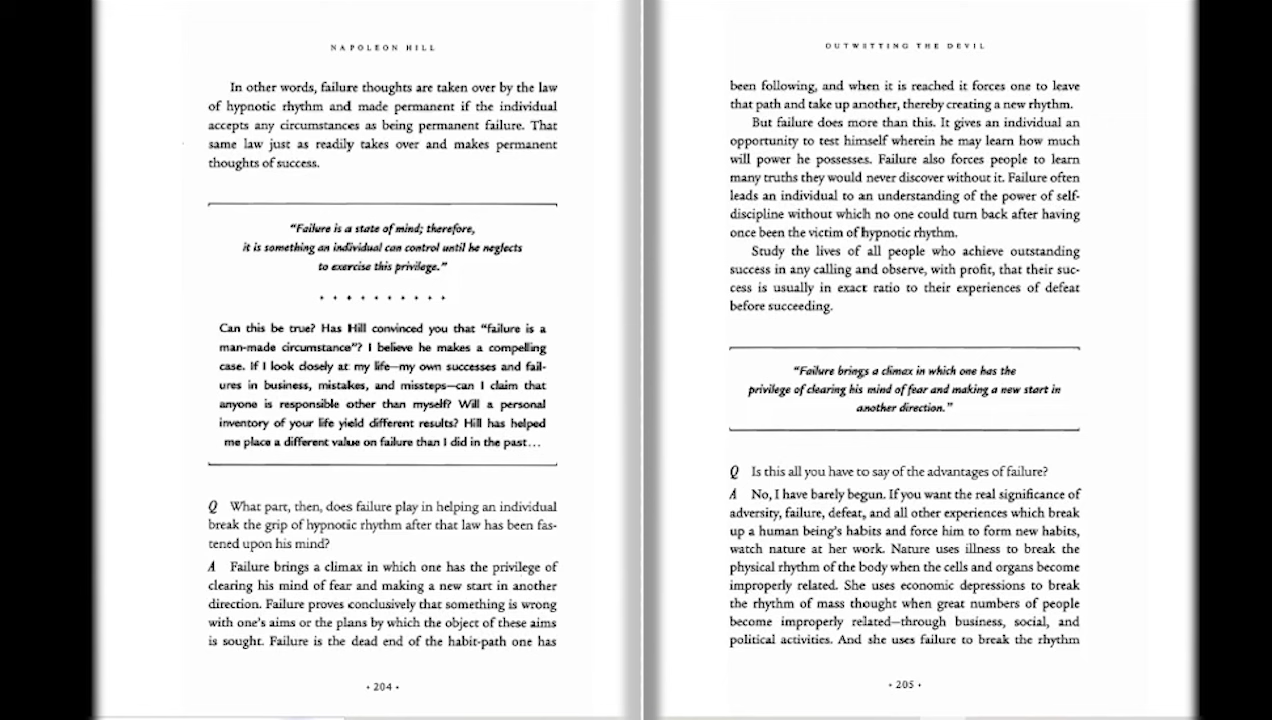 NAPOLEON HILL
In other words, failure thoughts are taken over by the law
of hypnotic rhythm and made permanent if the individual
accepts any circumstances as being permanent failure. That
same law just as readily takes over and makes permanent
thoughts of success.
"Failure is a state of mind; therefore,
it is something an individual can control until he neglects
to exercise this privilege."
• • • • • • • • • •
Can this be true? Has Hill convinced you that "failure is a
man-made circumstance"? I believe he makes a compelling
case. If I look closely at my life—my own successes and fail-
ures in business, mistakes, and missteps—can I claim that
anyone is responsible other than myself? Will a personal
inventory of your life yield different results? Hill has helped
me place a different value on failure than I did in the past...
Q What part, then, does failure play in helping an individual
break the grip of hypnotic rhythm after that law has been fas-
tened upon his mind?
A Failure brings a climax in which one has the privilege of
clearing his mind of fear and making a new start in another
direction. Failure proves conclusively that something is wrong
with one's aims or the plans by which the object of these aims
is sought. Failure is the dead end of the habit-path one has
• 204 •
OUTWITTING THE DEVIL
been following, and when it is reached it forces one to leave
that path and take up another, thereby creating a new rhythm.
But failure does more than this. It gives an individual an
opportunity to test himself wherein he may learn how much
will power he possesses. Failure also forces people to learn
many truths they would never discover without it. Failure often
leads an individual to an understanding of the power of self-
discipline without which no one could turn back after having
once been the victim of hypnotic rhythm.
Study the lives of all people who achieve outstanding
success in any calling and observe, with profit, that their suc-
cess is usually in exact ratio to their experiences of defeat
before succeeding.
"Failure brings a climax in which one has the
privilege of clearing his mind of fear and making a new start in
another direction."
Q Is this all you have to say of the advantages of failure?
A No, I have barely begun. If you want the real significance of
adversity, failure, defeat, and all other experiences which break
up a human being's habits and force him to form new habits,
watch nature at her work. Nature uses illness to break the
physical rhythm of the body when the cells and organs become
improperly related. She uses economic depressions to break
the rhythm of mass thought when great numbers of people
become improperly related—through business, social, and
political activities. And she uses failure to break the rhythm
• 205 •